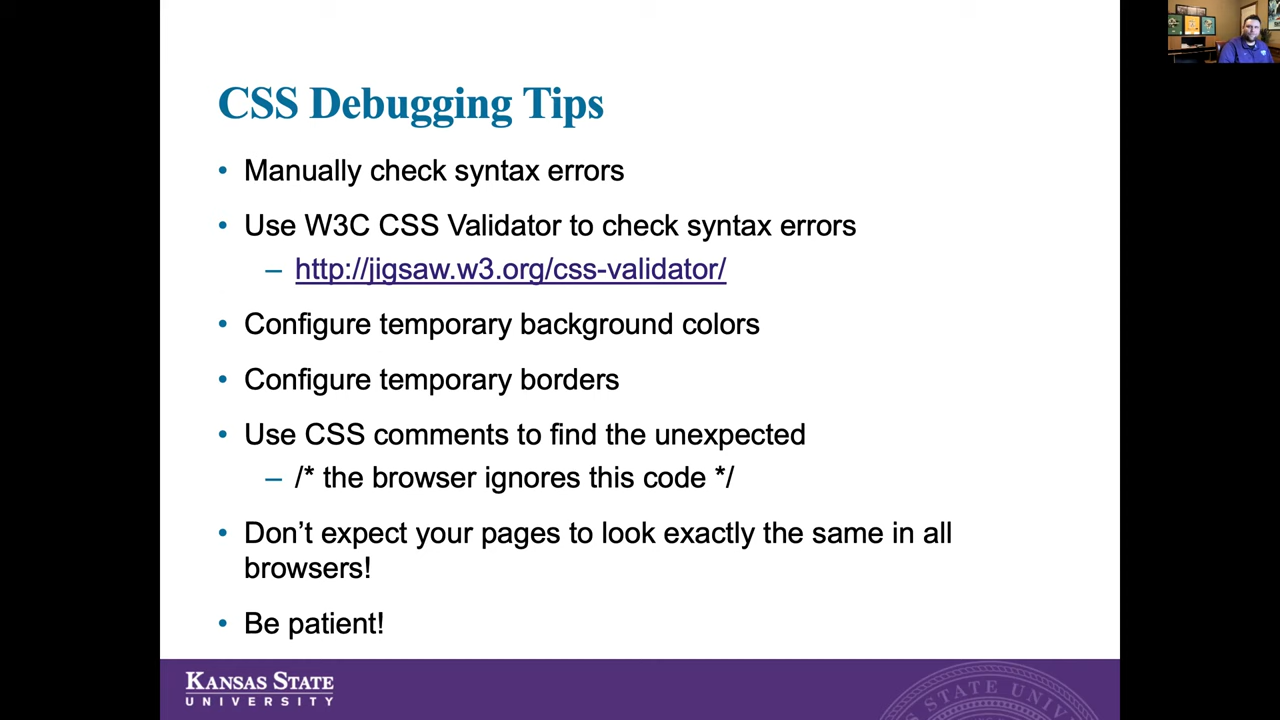 CSS Debugging Tips
• Manually check syntax errors
• Use W3C CSS Validator to check syntax errors
– http://jigsaw.w3.org/css-validator/
• Configure temporary background colors
• Configure temporary borders
• Use CSS comments to find the unexpected
– /* the browser ignores this code */
• Don’t expect your pages to look exactly the same in all
browsers!
• Be patient!
KANSAS STATE
UNIVERSITY
STATE UNIV